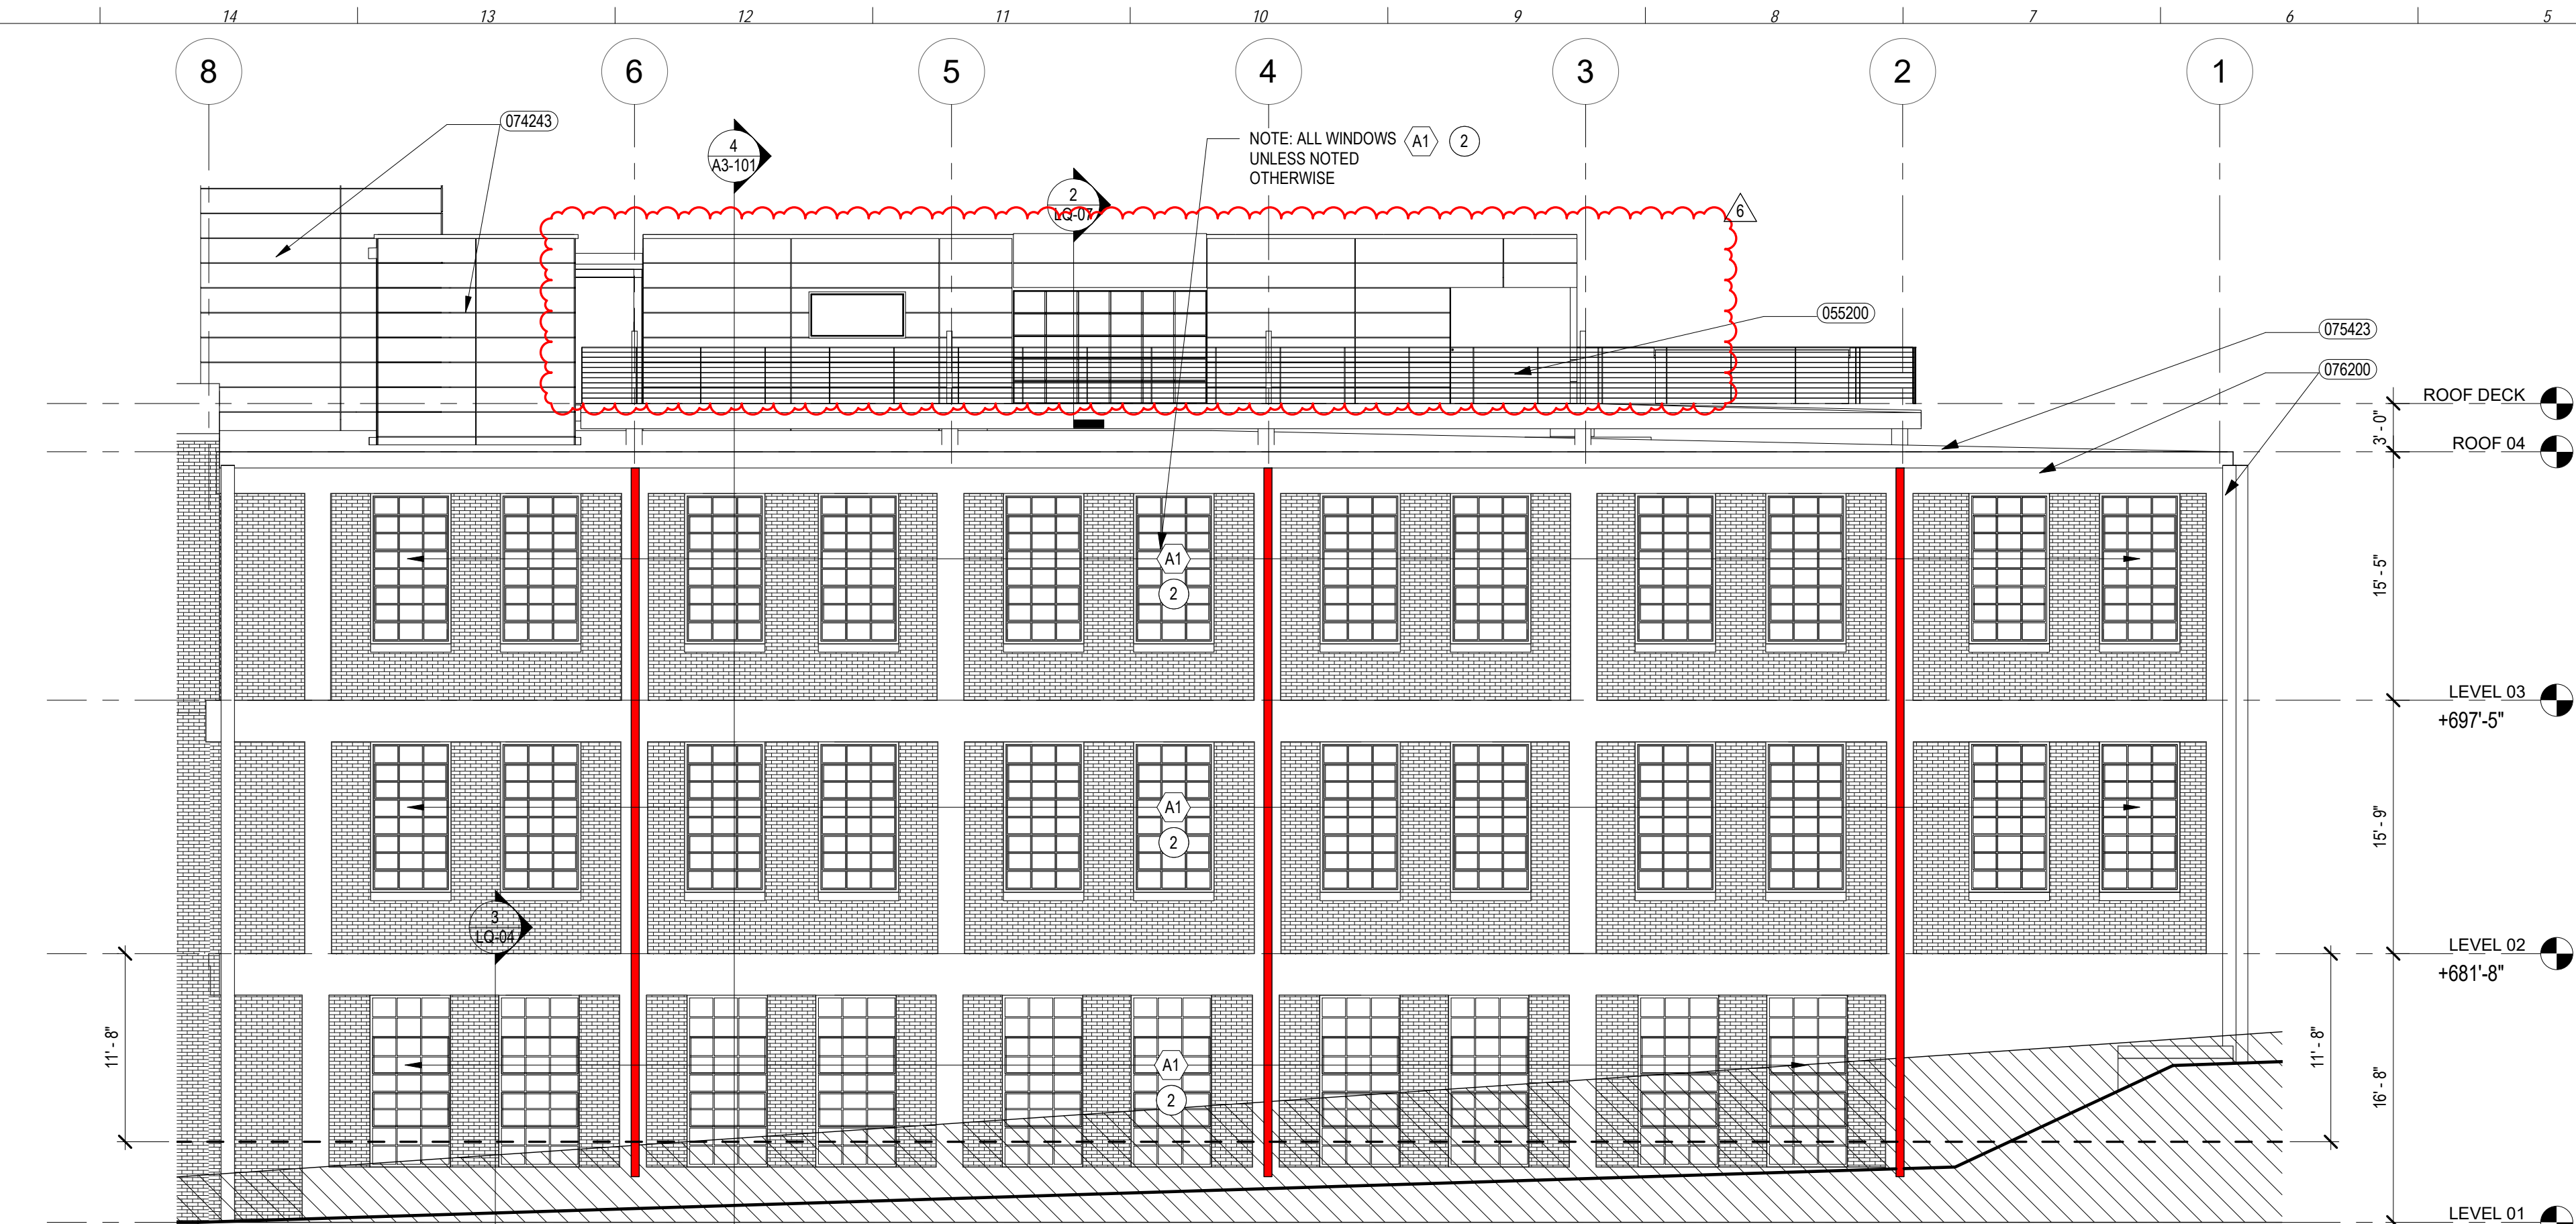 14 13 12 11 10 9 8 7 6 5
8 6 5 4 3 2 1
074243
4
A3-101
NOTE: ALL WINDOWS A1 2
UNLESS NOTED
OTHERWISE
2
LQ-07
6
055200
075423
076200
ROOF DECK
3' - 0"
ROOF 04
15' - 5"
A1
2
LEVEL 03
+697'-5"
15' - 9"
A1
2
3
LQ-04
LEVEL 02
+681'-8"
11' - 8"
A1
2
11' - 8"
16' - 8"
LEVEL 01